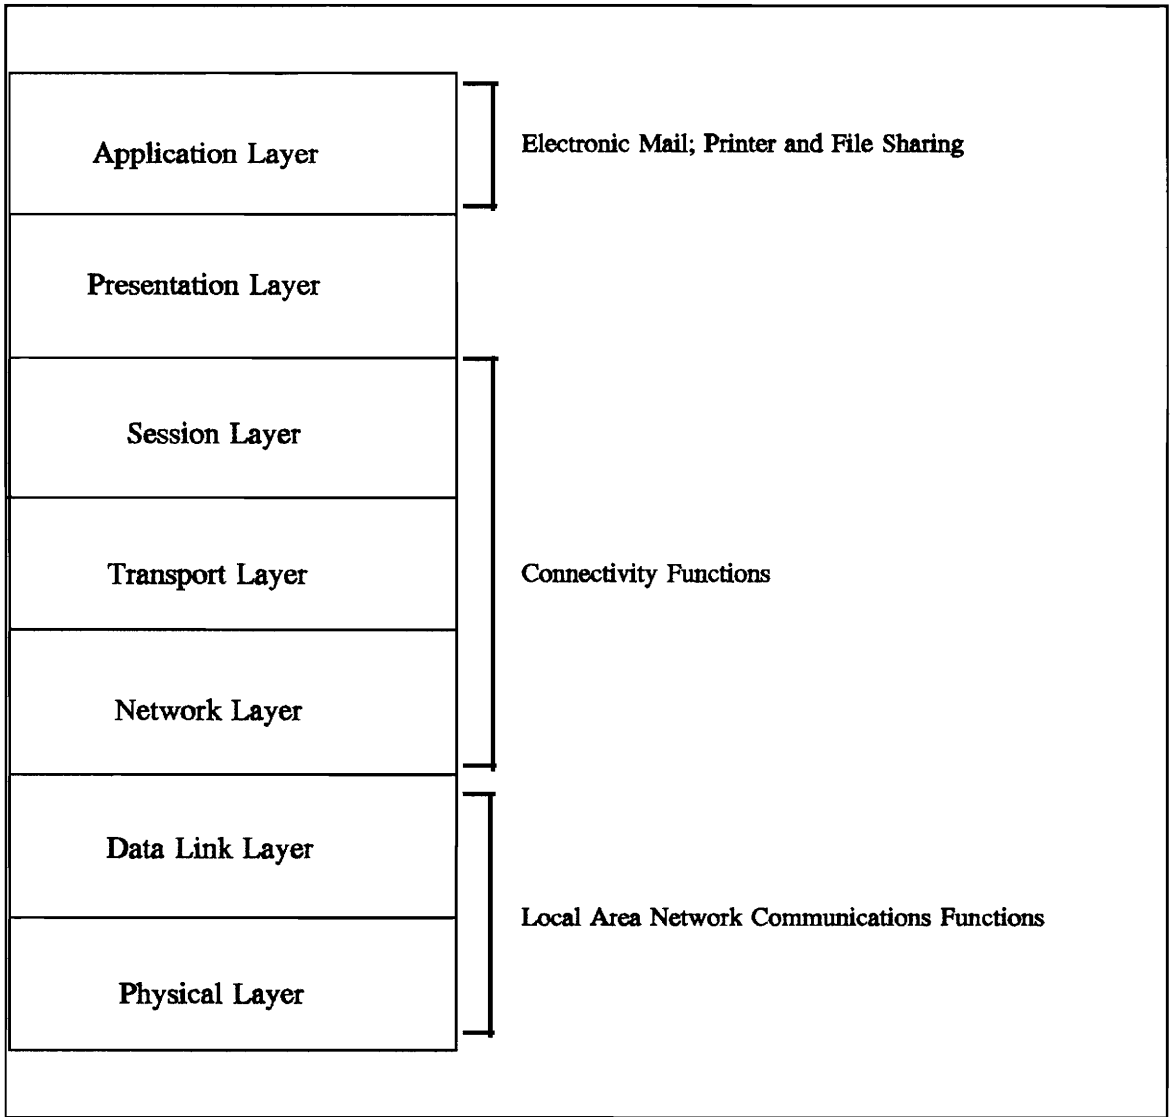 Application Layer
Electronic Mail; Printer and File Sharing
Presentation Layer
Session Layer
Transport Layer
Connectivity Functions
Network Layer
Data Link Layer
Local Area Network Communications Functions
Physical Layer